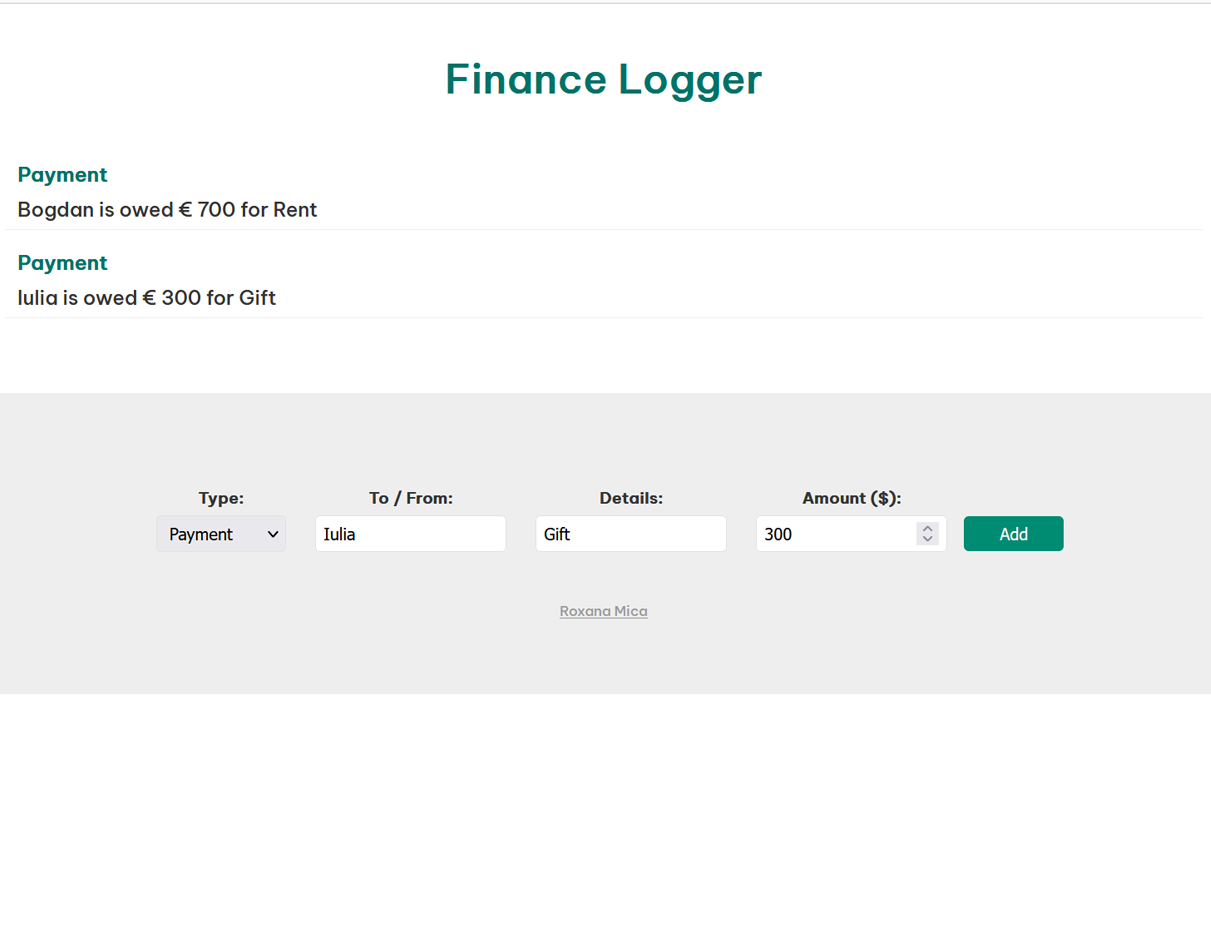 Finance Logger
Payment
Bogdan is owed € 700 for Rent
Payment
Iulia is owed € 300 for Gift
Type: To / From: Details: Amount ($):
Payment Iulia Gift 300 Add
Roxana Mica